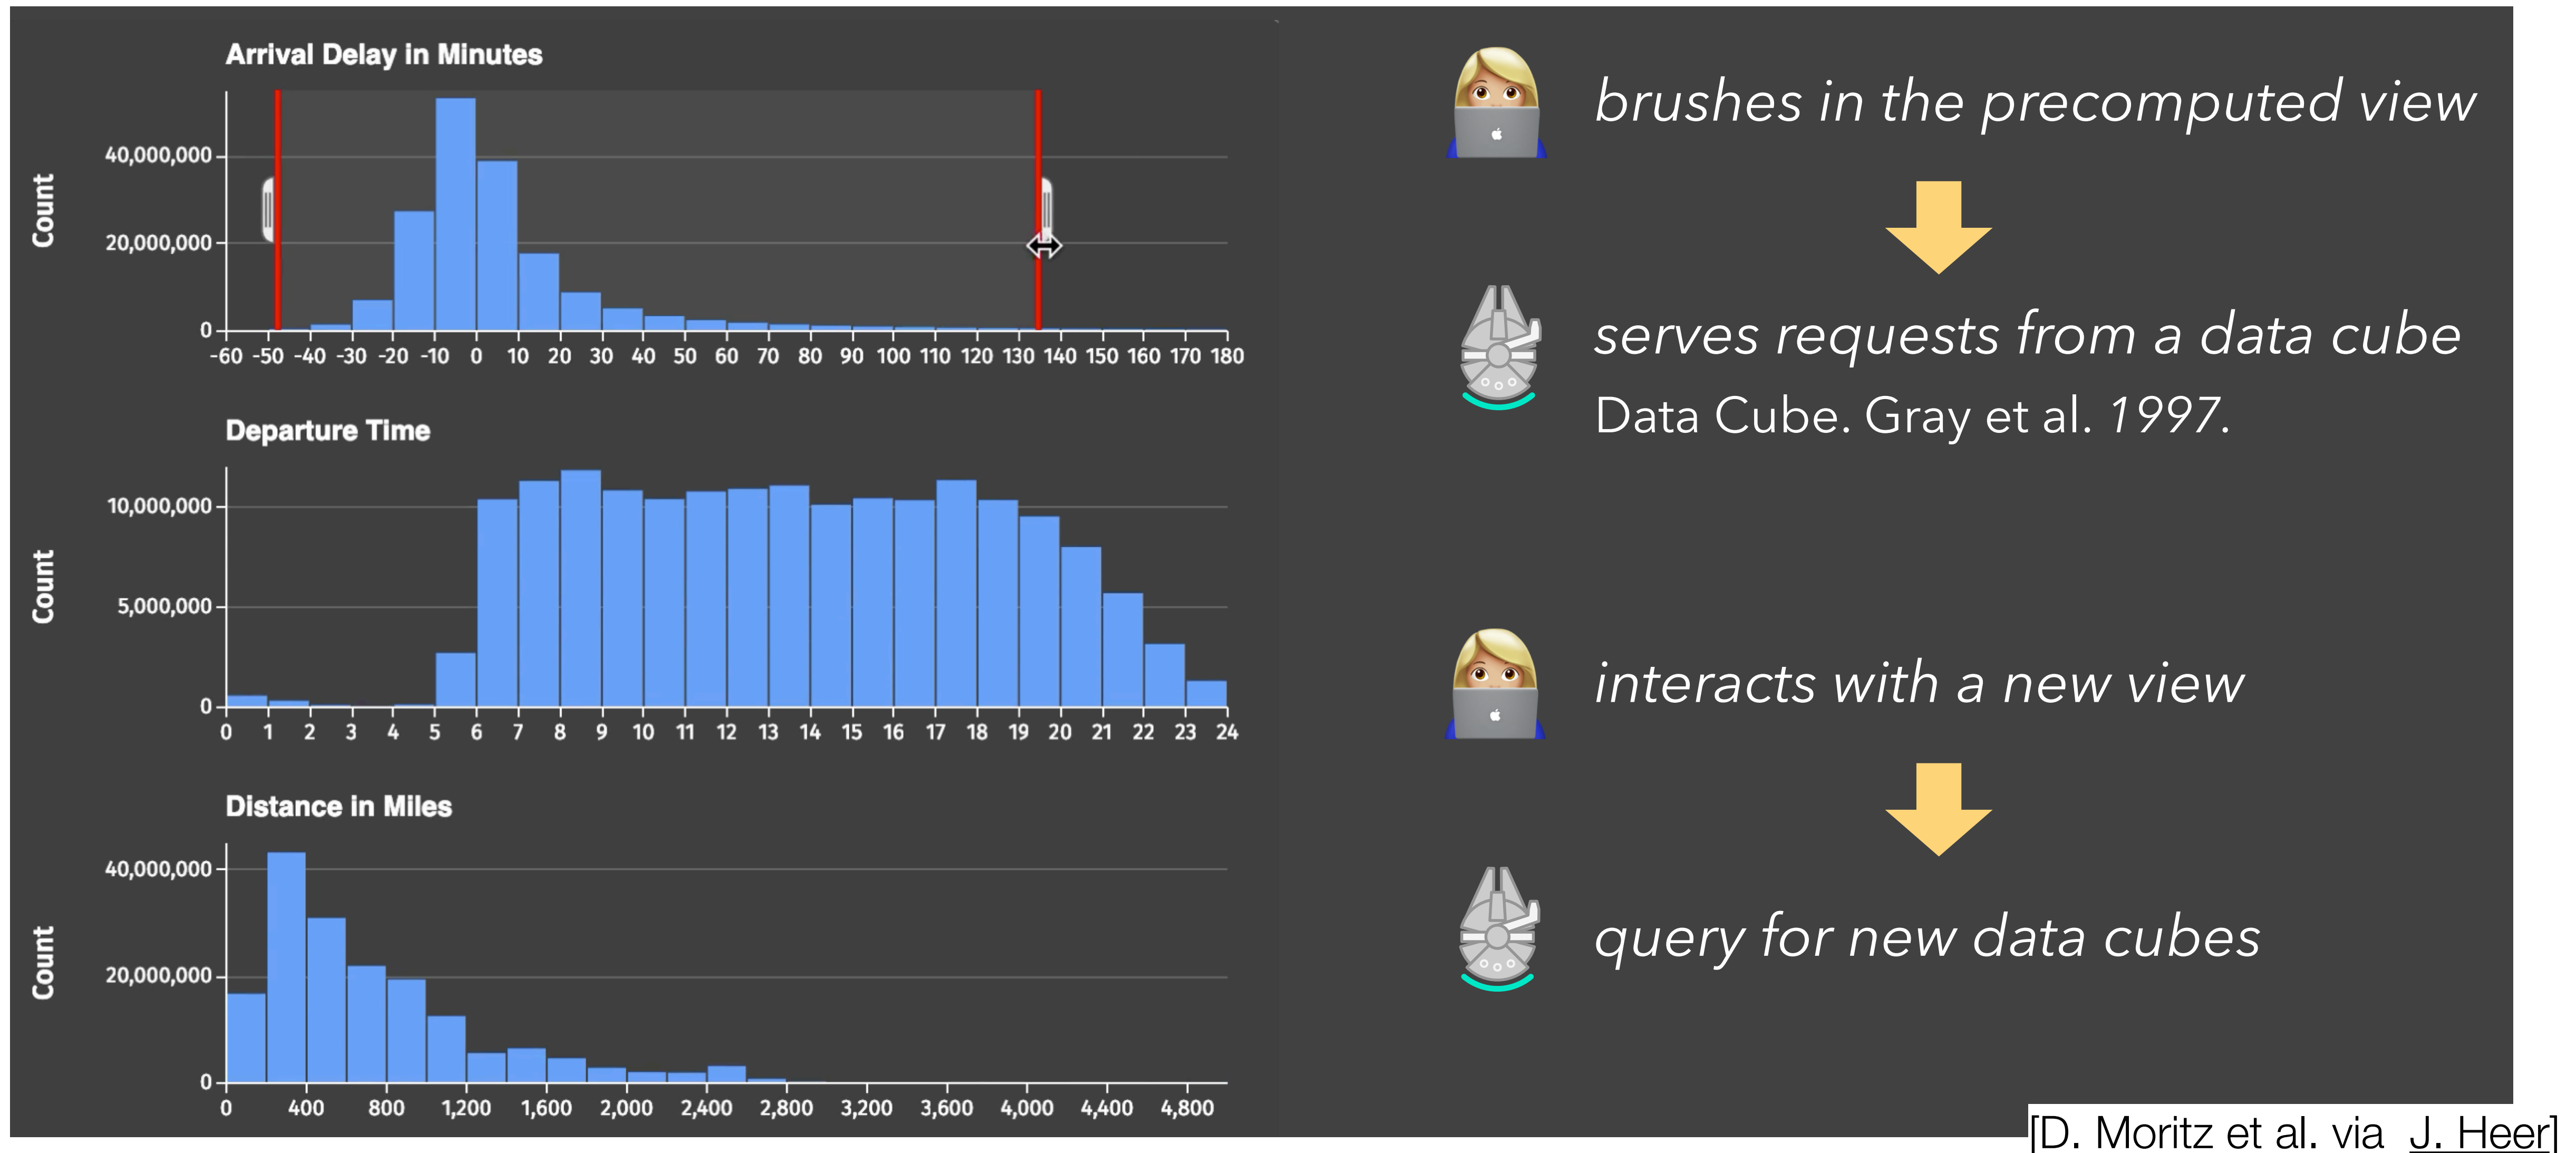 Arrival Delay in Minutes
Count
40,000,000
20,000,000
0
-60 -50 -40 -30 -20 -10 0 10 20 30 40 50 60 70 80 90 100 110 120 130 140 150 160 170 180
Departure Time
Count
10,000,000
5,000,000
0
0 1 2 3 4 5 6 7 8 9 10 11 12 13 14 15 16 17 18 19 20 21 22 23 24
Distance in Miles
Count
40,000,000
20,000,000
0
0 400 800 1,200 1,600 2,000 2,400 2,800 3,200 3,600 4,000 4,400 4,800
brushes in the precomputed view
serves requests from a data cube
Data Cube. Gray et al. 1997.
interacts with a new view
query for new data cubes
[D. Moritz et al. via J. Heer]